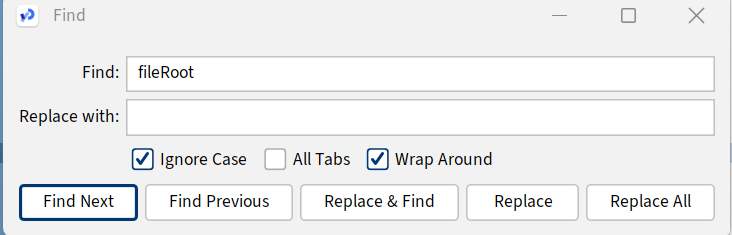 Find
Find: fileRoot
Replace with:
Ignore Case All Tabs Wrap Around
Find Next Find Previous Replace & Find Replace Replace All